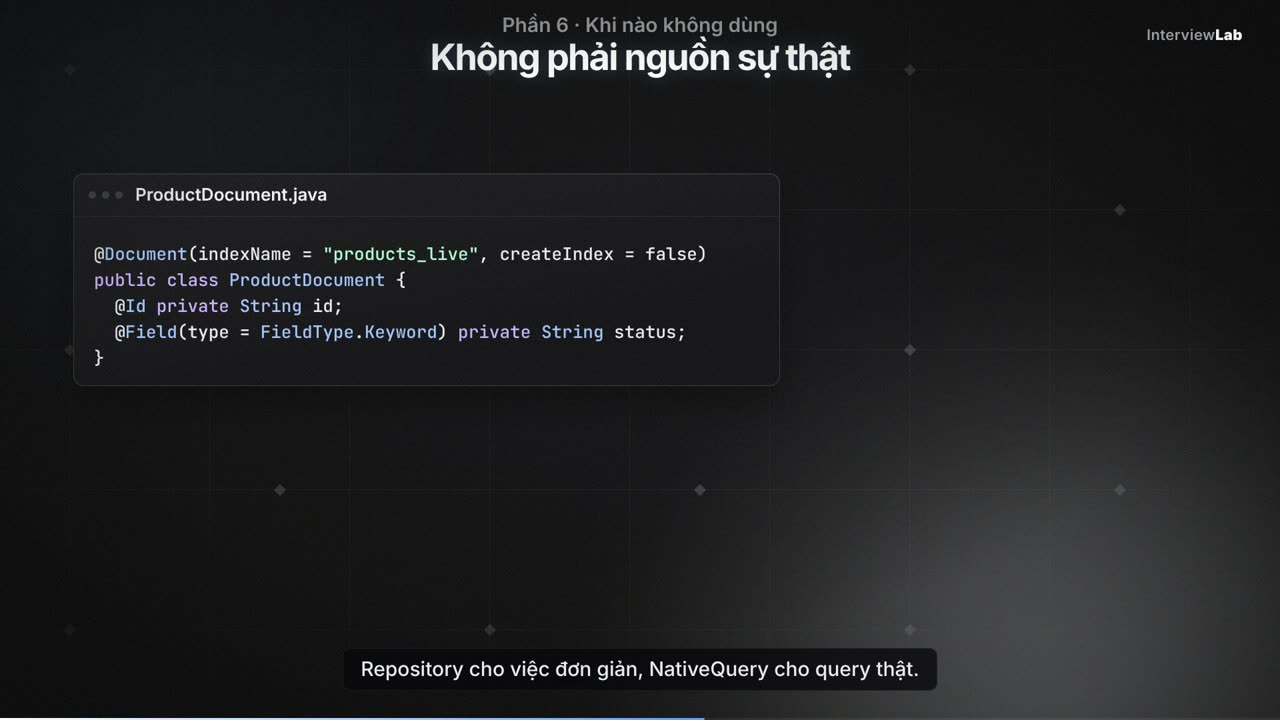 Phần 6 · Khi nào không dùng
Không phải nguồn sự thật
InterviewLab
ProductDocument.java
@Document(indexName = "products_live", createIndex = false)
public class ProductDocument {
  @Id private String id;
  @Field(type = FieldType.Keyword) private String status;
}
Repository cho việc đơn giản, NativeQuery cho query thật.